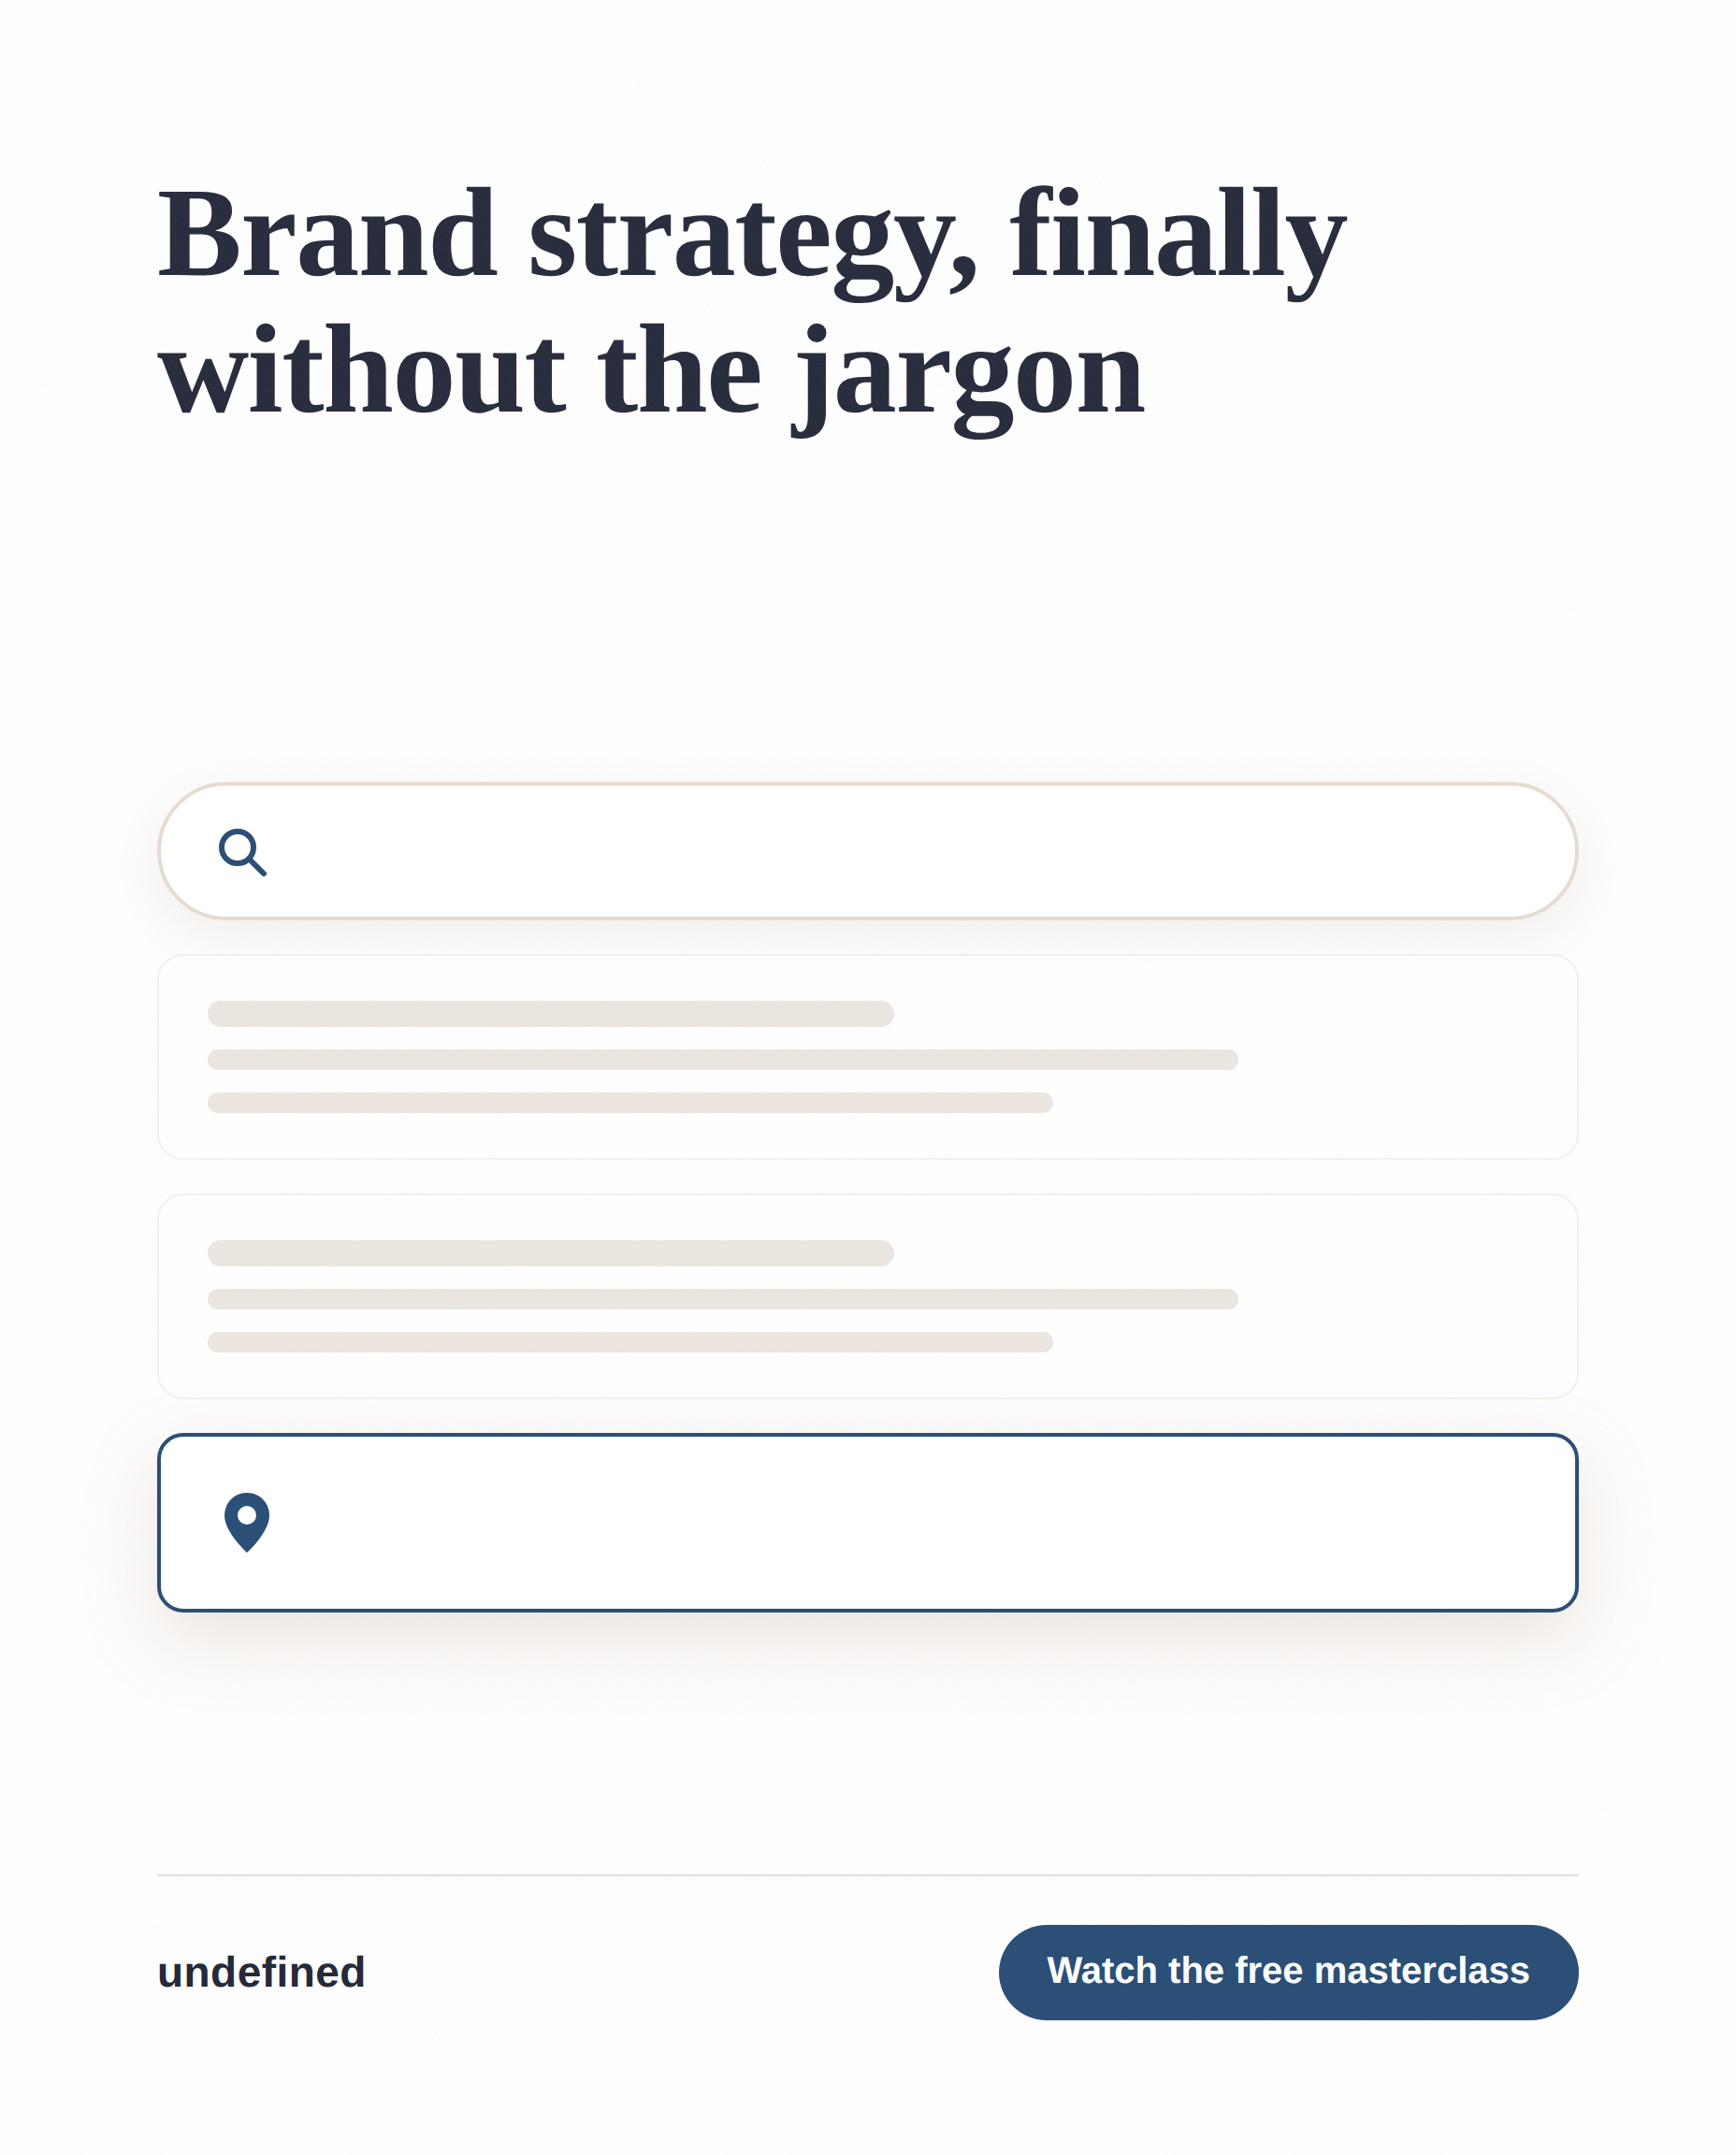 Brand strategy, finally
without the jargon
undefined
Watch the free masterclass